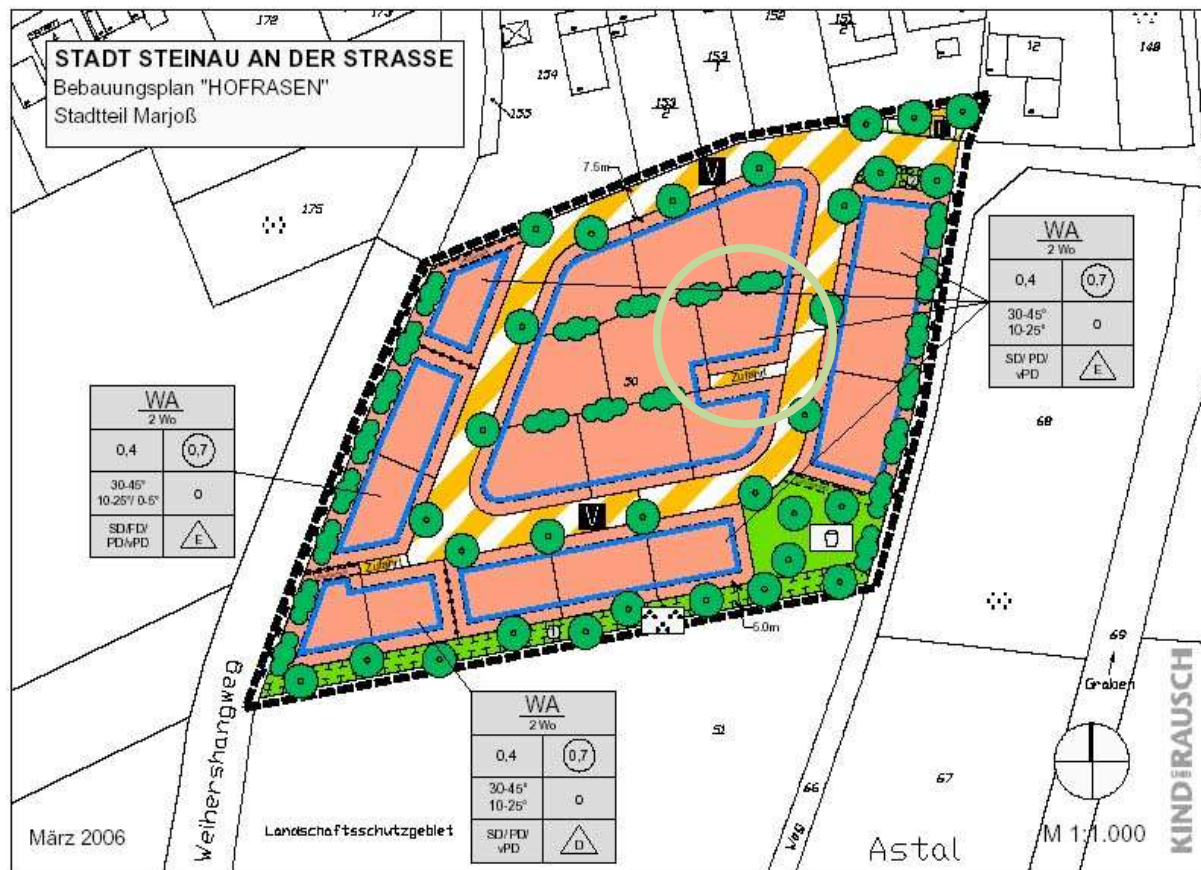 172
173
152
151
2
12
148
STADT STEINAU AN DER STRASSE
Bebauungsplan "HOFRASEN"
Stadtteil Marjoß
154
153
1
153
2
155
7.5m
V
175
WA
2 Wo
0,4
0,7
30-45°
10-25°
o
SD/ PD/
vPD
E
Zufahrt
50
68
WA
2 Wo
0,4
0,7
30-45°
10-25°/ 0-5°
o
SD/FD/
PD/vPD
E
V
Zufahrt
5.0m
69
Graben
WA
2 Wo
0,4
0,7
30-45°
10-25°
o
SD/ PD/
vPD
D
51
66
67
Weihershangweg
Landschaftsschutzgebiet
März 2006
Weg
Astal
M 1:1.000
KIND UND RAUSCH